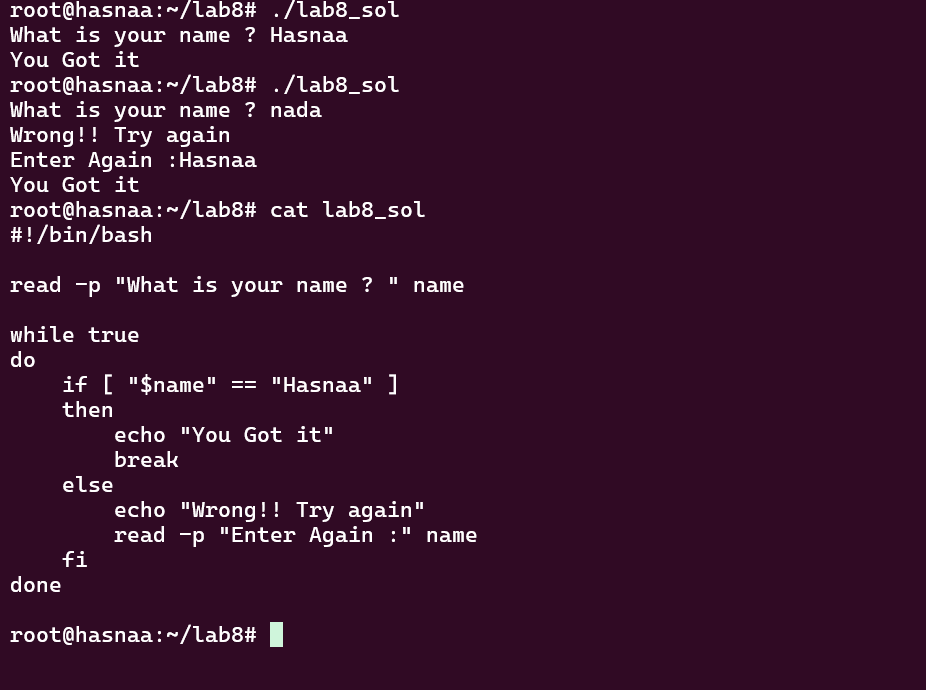 root@hasnaa:~/lab8# ./lab8_sol
What is your name ? Hasnaa
You Got it
root@hasnaa:~/lab8# ./lab8_sol
What is your name ? nada
Wrong!! Try again
Enter Again :Hasnaa
You Got it
root@hasnaa:~/lab8# cat lab8_sol
#!/bin/bash

read -p "What is your name ? " name

while true
do
    if [ "$name" == "Hasnaa" ]
    then
        echo "You Got it"
        break
    else
        echo "Wrong!! Try again"
        read -p "Enter Again :" name
    fi
done

root@hasnaa:~/lab8#